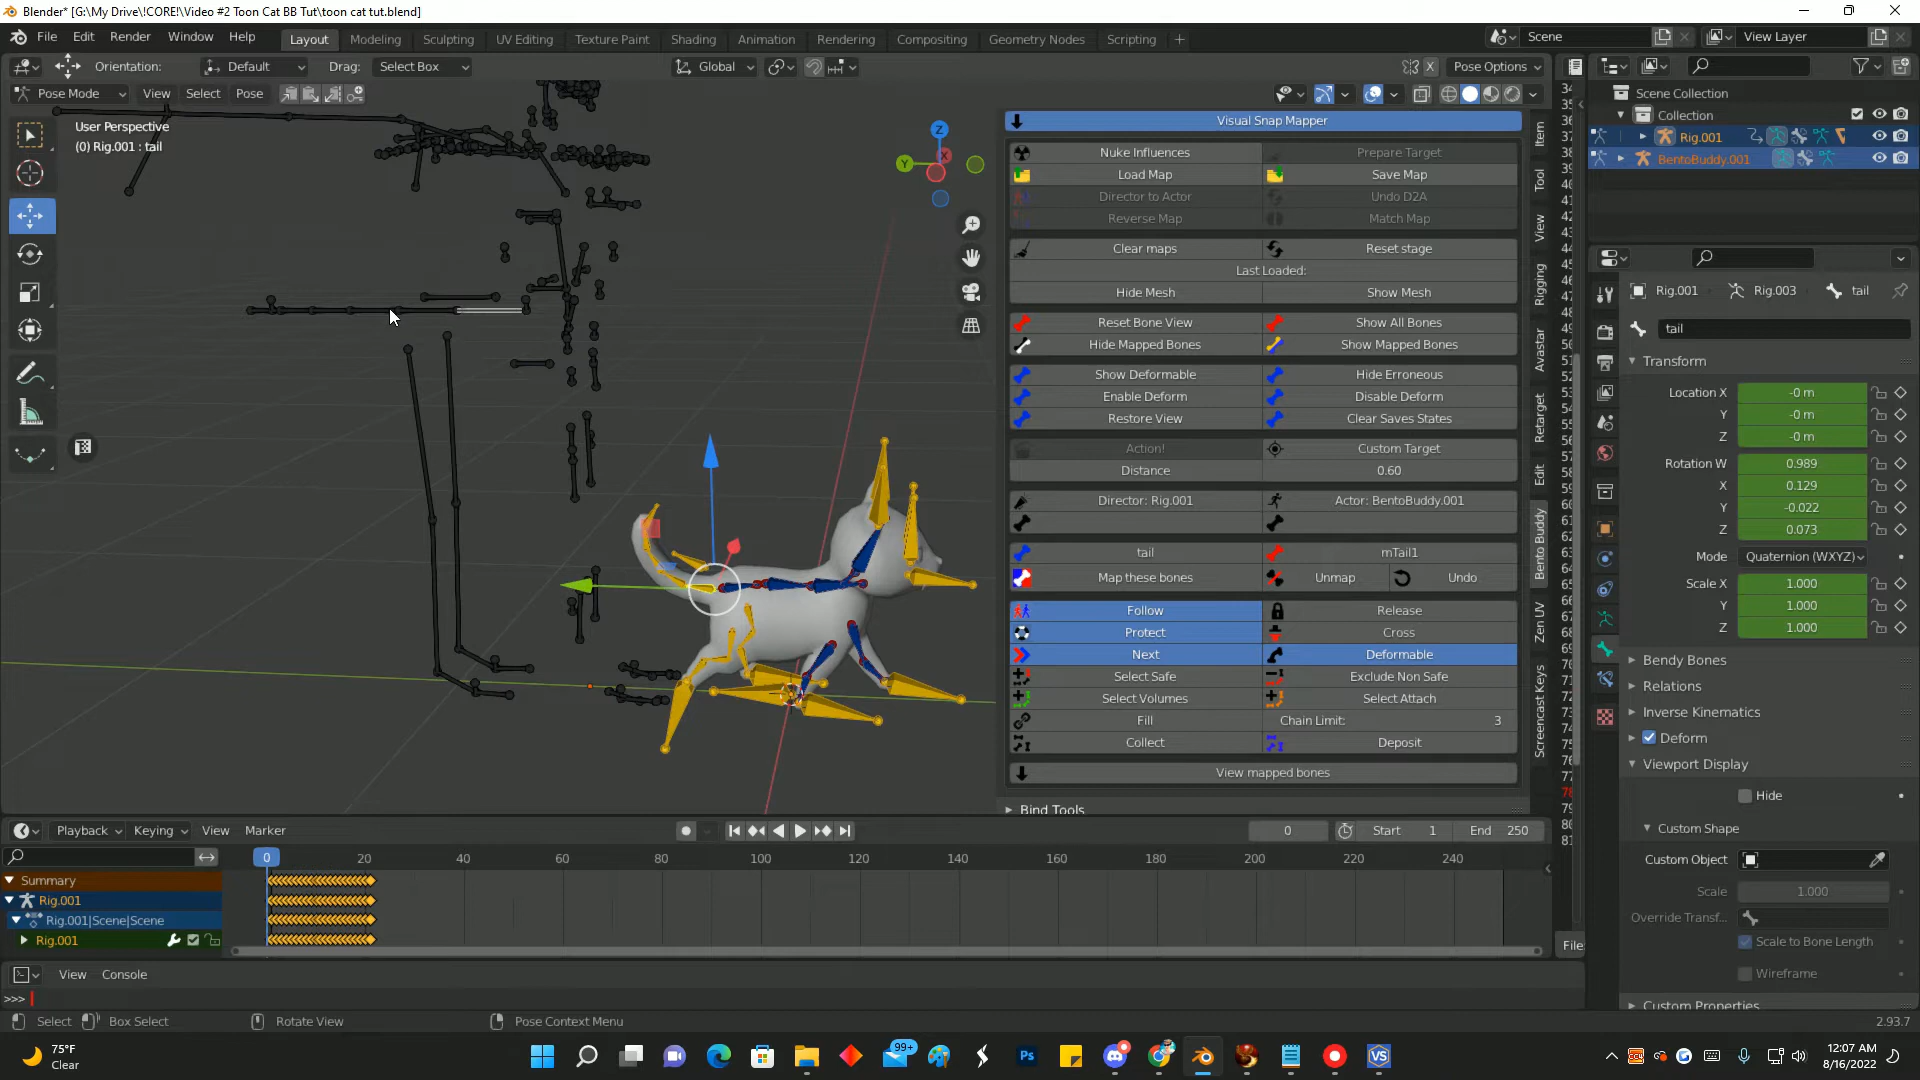 Blender* [G:\My Drive\!CORE!\Video #2 Toon Cat BB Tut\toon cat tut.blend]
File Edit Render Window Help Layout Modeling Sculpting UV Editing Texture Paint Shading Animation Rendering Compositing Geometry Nodes Scripting + Scene View Layer
Orientation: Default Drag: Select Box Global X Pose Options
Pose Mode View Select Pose
User Perspective
(0) Rig.001 : tail
Z
Y
X
Visual Snap Mapper
Nuke Influences Prepare Target
Load Map Save Map
Director to Actor Undo D2A
Reverse Map Match Map
Clear maps Reset stage
Last Loaded:
Hide Mesh Show Mesh
Reset Bone View Show All Bones
Hide Mapped Bones Show Mapped Bones
Show Deformable Hide Erroneous
Enable Deform Disable Deform
Restore View Clear Saves States
Action! Custom Target
Distance 0.60
Director: Rig.001 Actor: BentoBuddy.001
tail mTail1
Map these bones Unmap Undo
Follow Release
Protect Cross
Next Deformable
Select Safe Exclude Non Safe
Select Volumes Select Attach
Fill Chain Limit: 3
Collect Deposit
View mapped bones
Bind Tools
Item
Tool
View
Rigging
Avastar
Retarget
Edit
Bento Buddy
Zen UV
Screencast Keys
File:
Scene Collection
Collection
Rig.001
BentoBuddy.001
Rig.001 Rig.003 tail
tail
Transform
Location X -0 m
Y -0 m
Z -0 m
Rotation W 0.989
X 0.129
Y -0.022
Z 0.073
Mode Quaternion (WXYZ)
Scale X 1.000
Y 1.000
Z 1.000
Bendy Bones
Relations
Inverse Kinematics
Deform
Viewport Display
Hide
Custom Shape
Custom Object
Scale 1.000
Override Transf...
Scale to Bone Length
Wireframe
Custom Properties
Playback Keying View Marker 0 Start 1 End 250
0 20 40 60 80 100 120 140 160 180 200 220 240
Summary
Rig.001
Rig.001|Scene|Scene
Rig.001
View Console
>>>
Select Box Select Rotate View Pose Context Menu 2.93.7
75°F
Clear
99+
Ps
VS
12:07 AM
8/16/2022